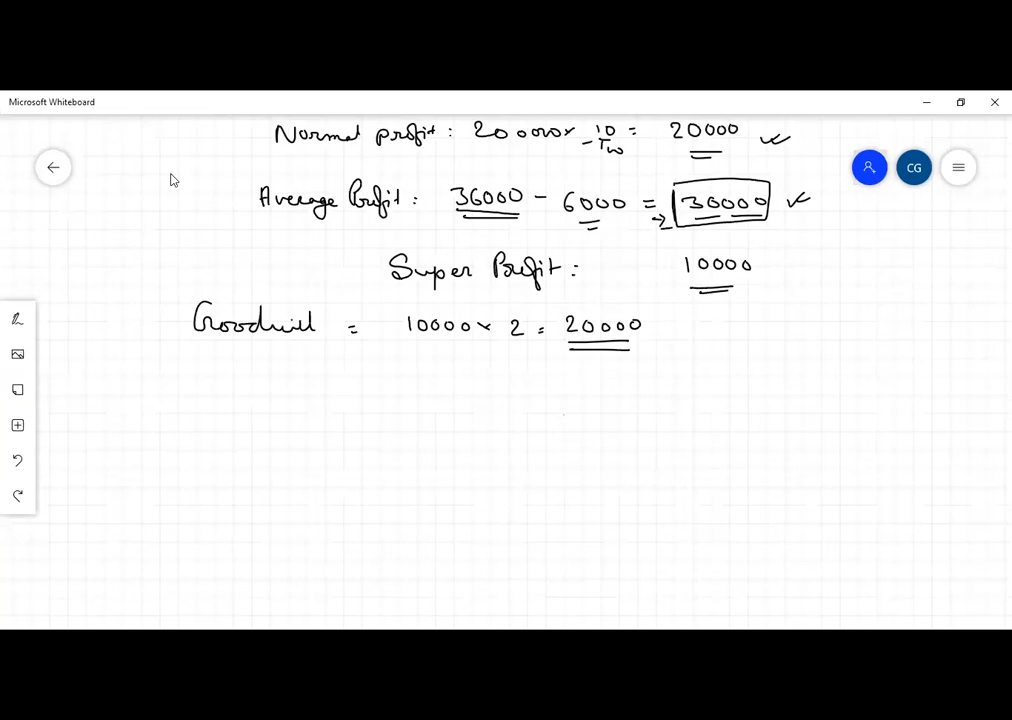 Microsoft Whiteboard
Normal profit: 200000 × 10/100 = 20000
CG
Average Profit: 36000 - 6000 = 30000
Super Profit: 10000
Goodwill = 10000 × 2 = 20000